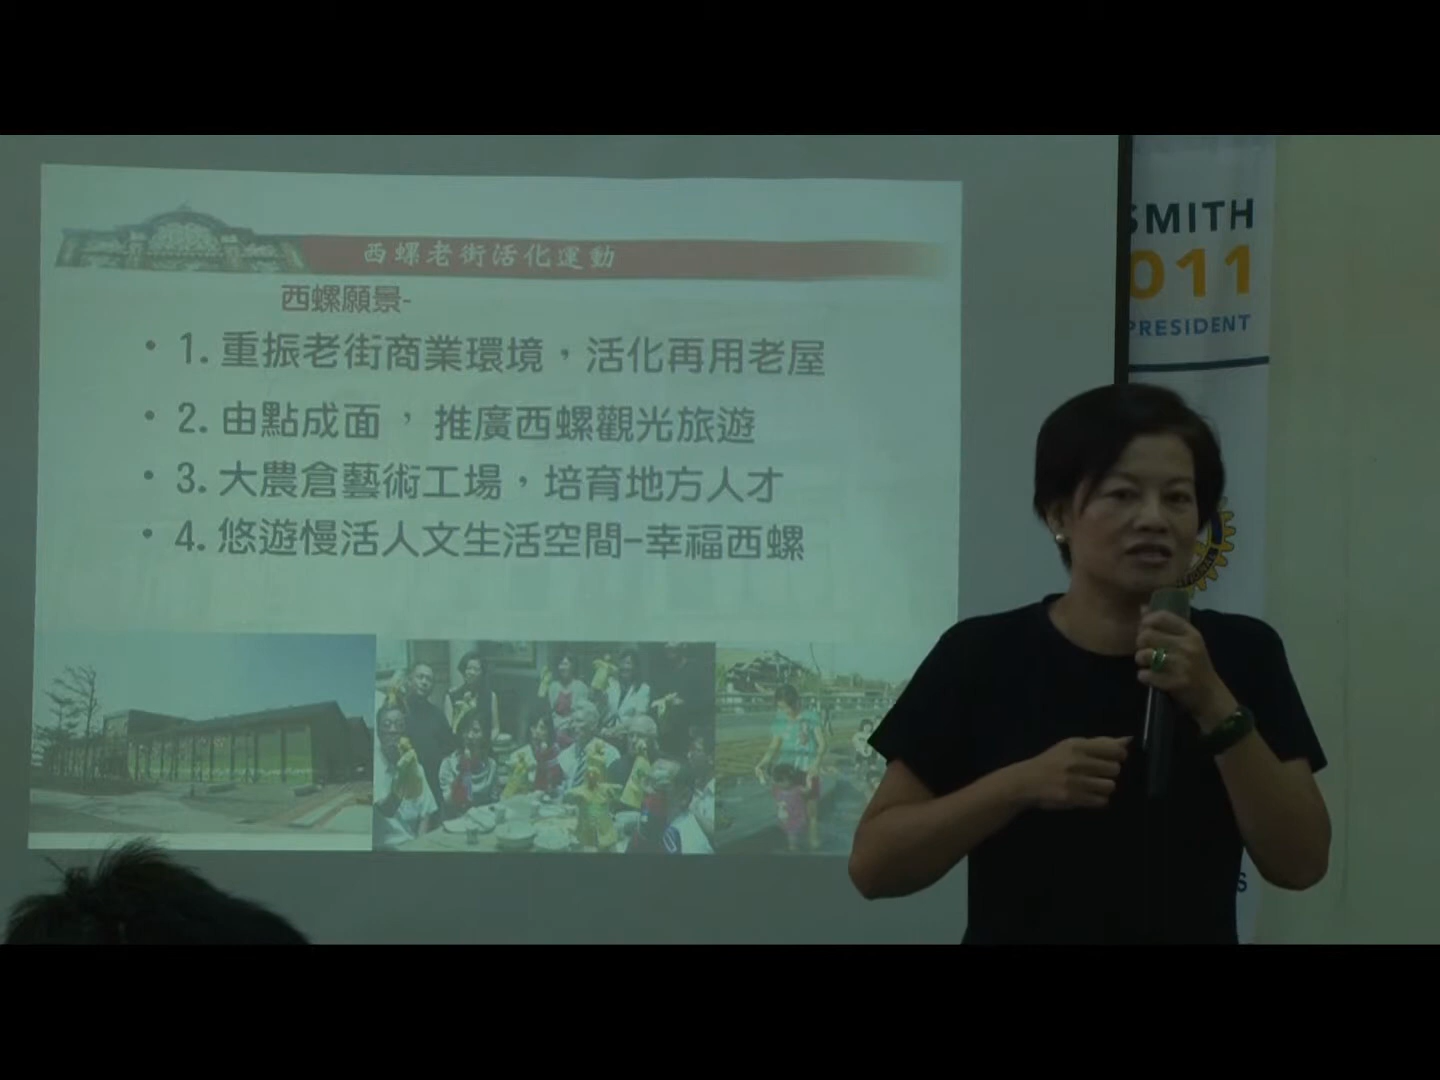 西螺老街活化運動
西螺願景-
• 1. 重振老街商業環境，活化再用老屋
• 2. 由點成面，推廣西螺觀光旅遊
• 3. 大農倉藝術工場，培育地方人才
• 4. 悠遊慢活人文生活空間-幸福西螺
SMITH
011
PRESIDENT